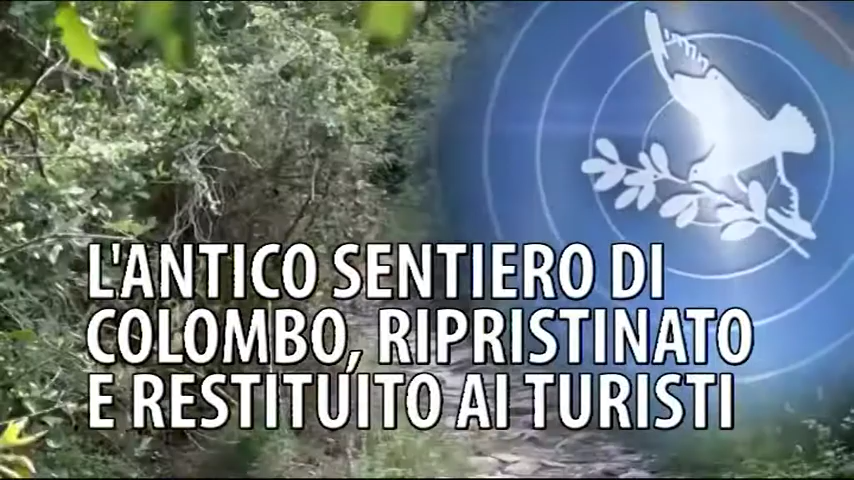 L'ANTICO SENTIERO DI
COLOMBO, RIPRISTINATO
E RESTITUITO AI TURISTI